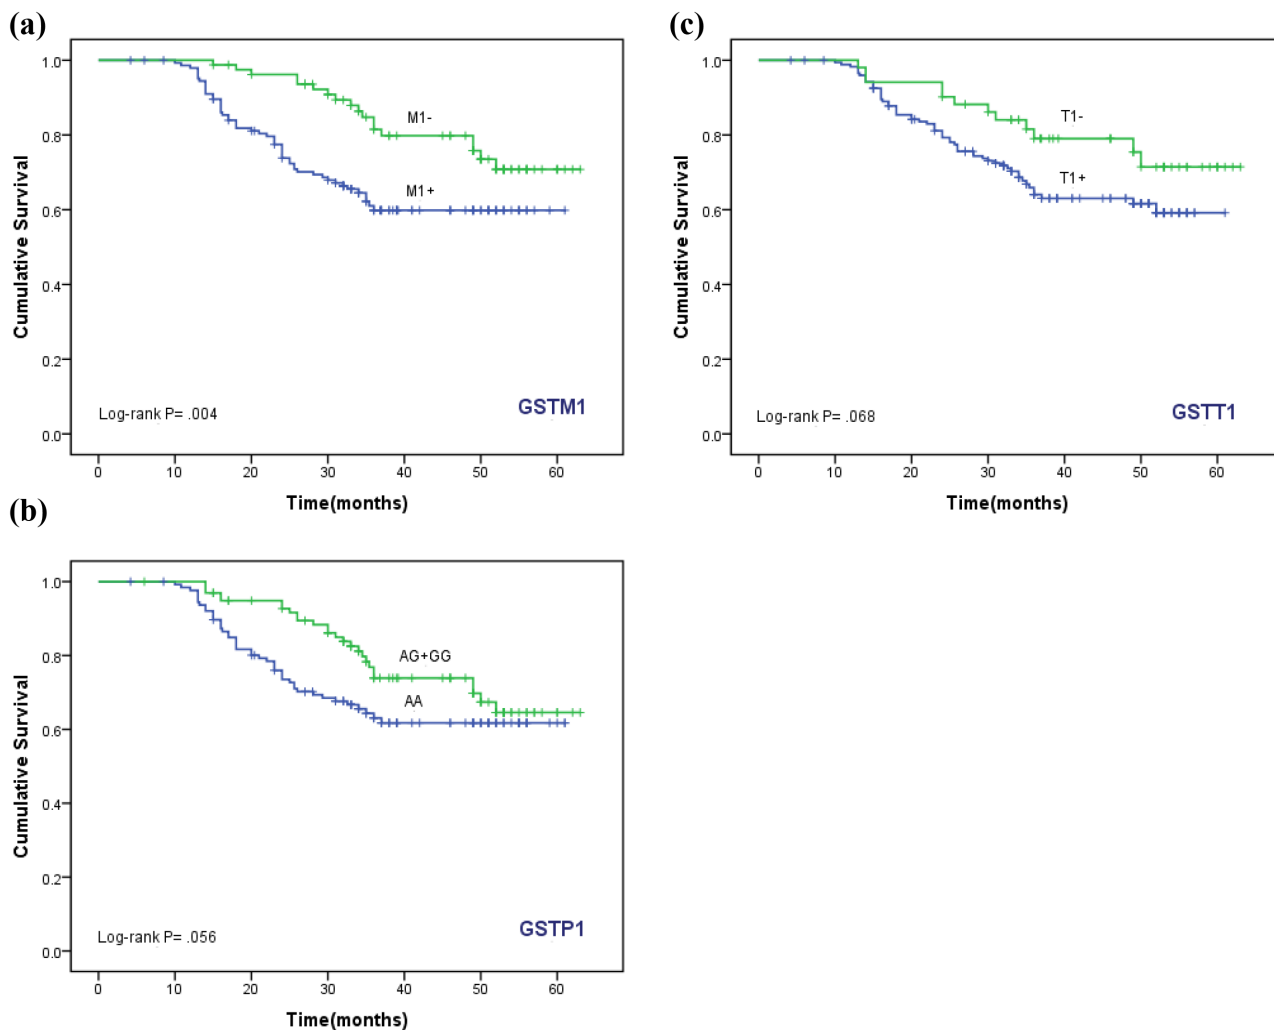 (a)
1.0
0.8
0.6
0.4
0.2
0.0
Cumulative Survival
M1-
M1+
Log-rank P= .004
GSTM1
0 10 20 30 40 50 60
Time(months)
(c)
1.0
0.8
0.6
0.4
0.2
0.0
Cumulative Survival
T1-
T1+
Log-rank P= .068
GSTT1
0 10 20 30 40 50 60
Time(months)
(b)
1.0
0.8
0.6
0.4
0.2
0.0
Cumulative Survival
AG+GG
AA
Log-rank P= .056
GSTP1
0 10 20 30 40 50 60
Time(months)